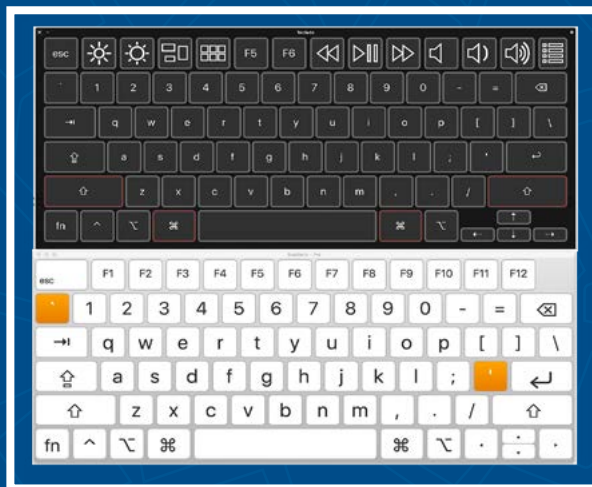 esc F5 F6
` 1 2 3 4 5 6 7 8 9 0 - =
q w e r t y u i o p [ ] \
a s d f g h j k l ; '
z x c v b n m , . /
fn ^ ⌥ ⌘ ⌘ ⌥
esc F1 F2 F3 F4 F5 F6 F7 F8 F9 F10 F11 F12
` 1 2 3 4 5 6 7 8 9 0 - =
q w e r t y u i o p [ ] \
a s d f g h j k l ; '
z x c v b n m , . /
fn ^ ⌥ ⌘ ⌘ ⌥